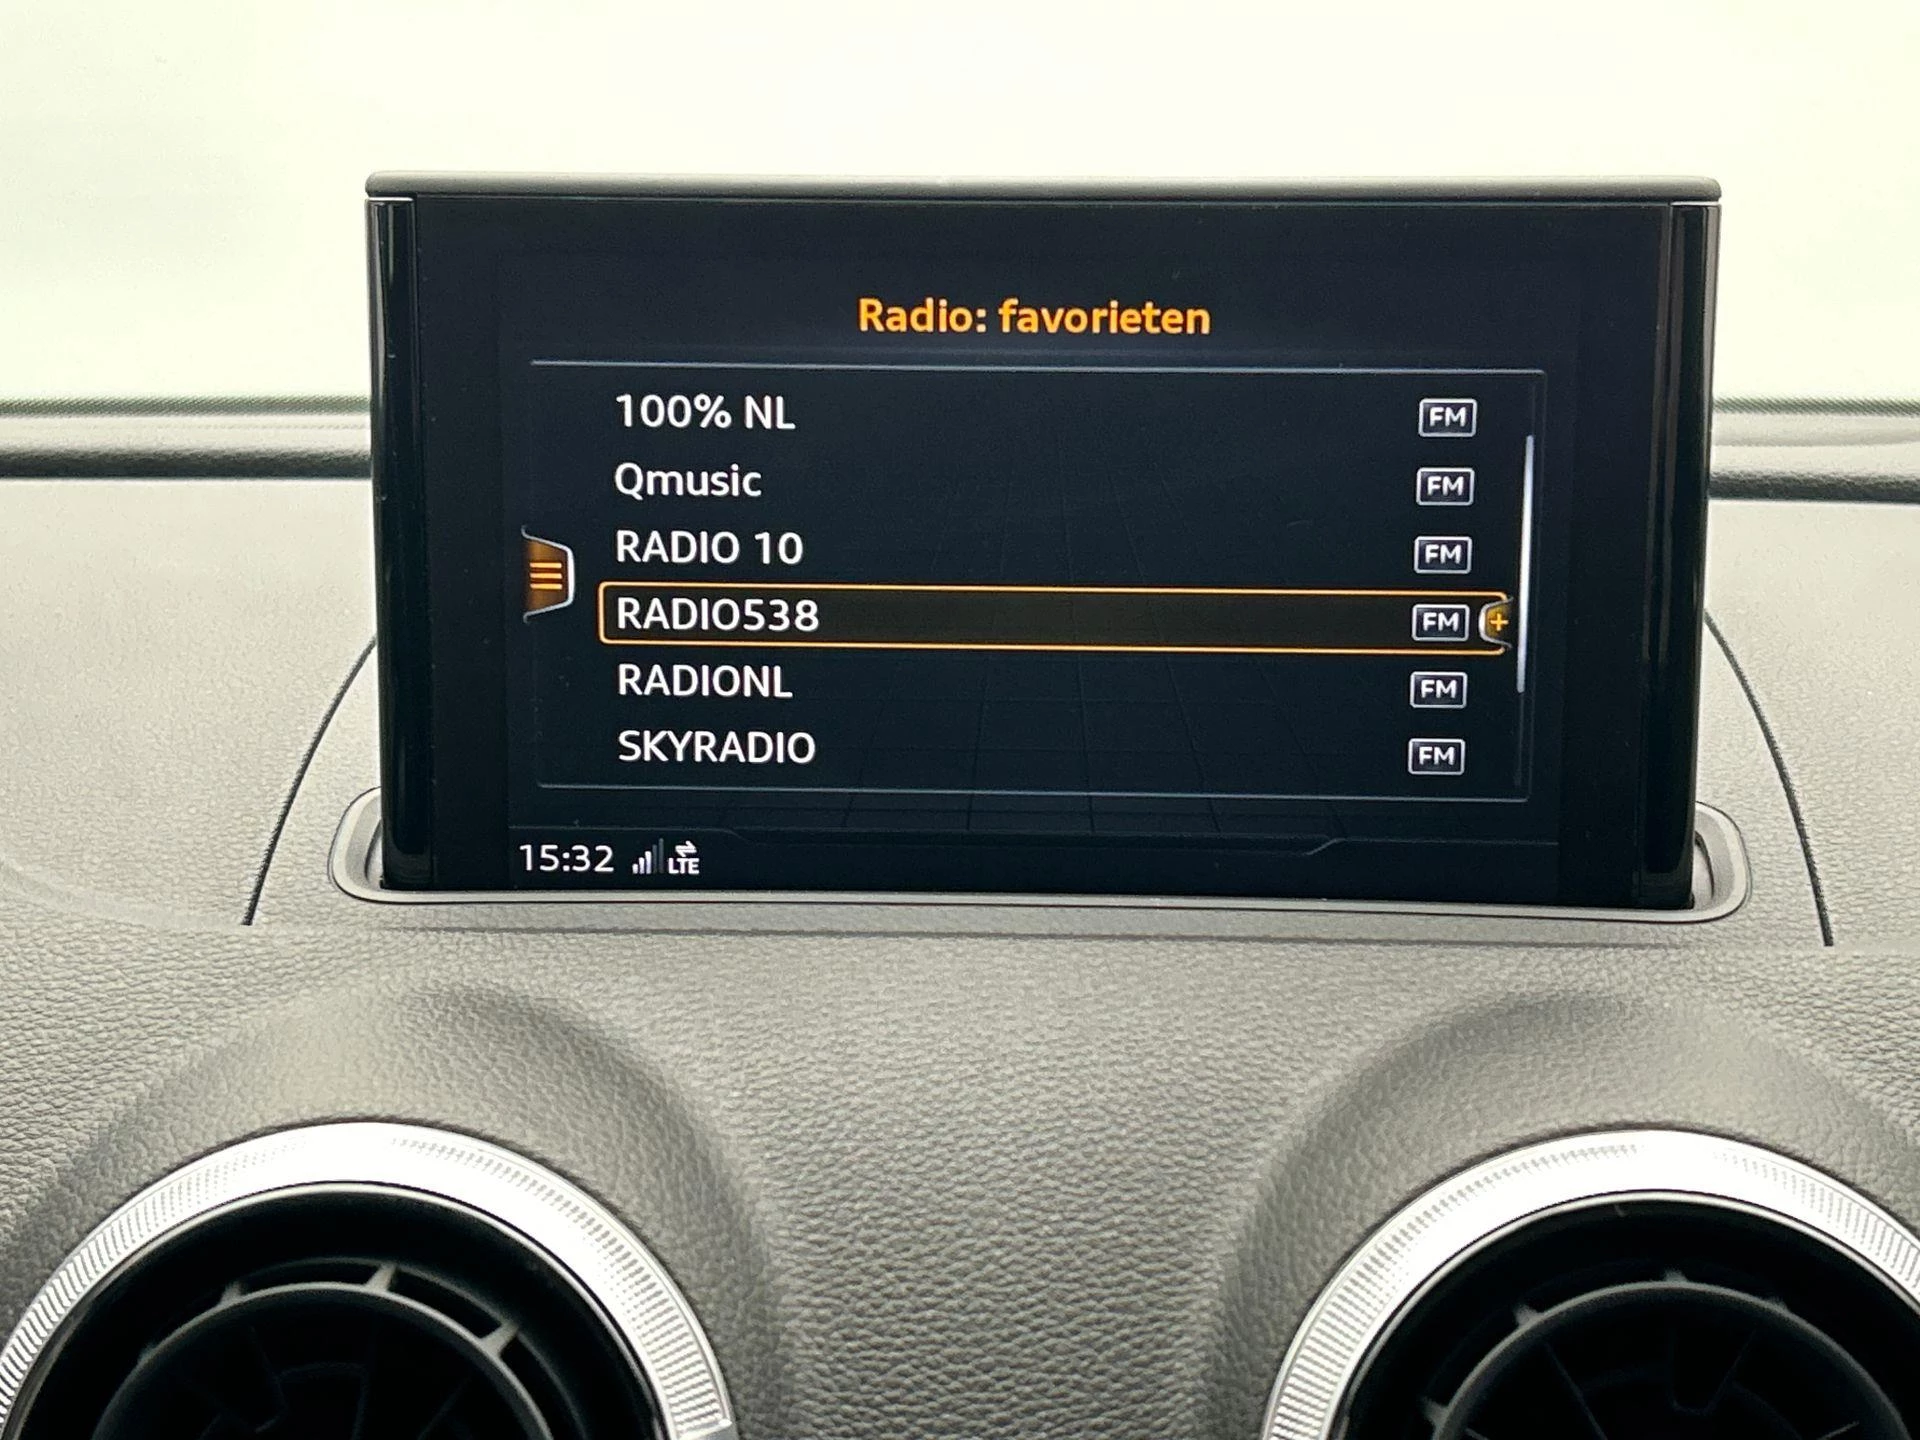 Radio: favorieten
100% NL FM
Qmusic FM
RADIO 10 FM
RADIO538 FM +
RADIONL FM
SKYRADIO FM
15:32 LTE